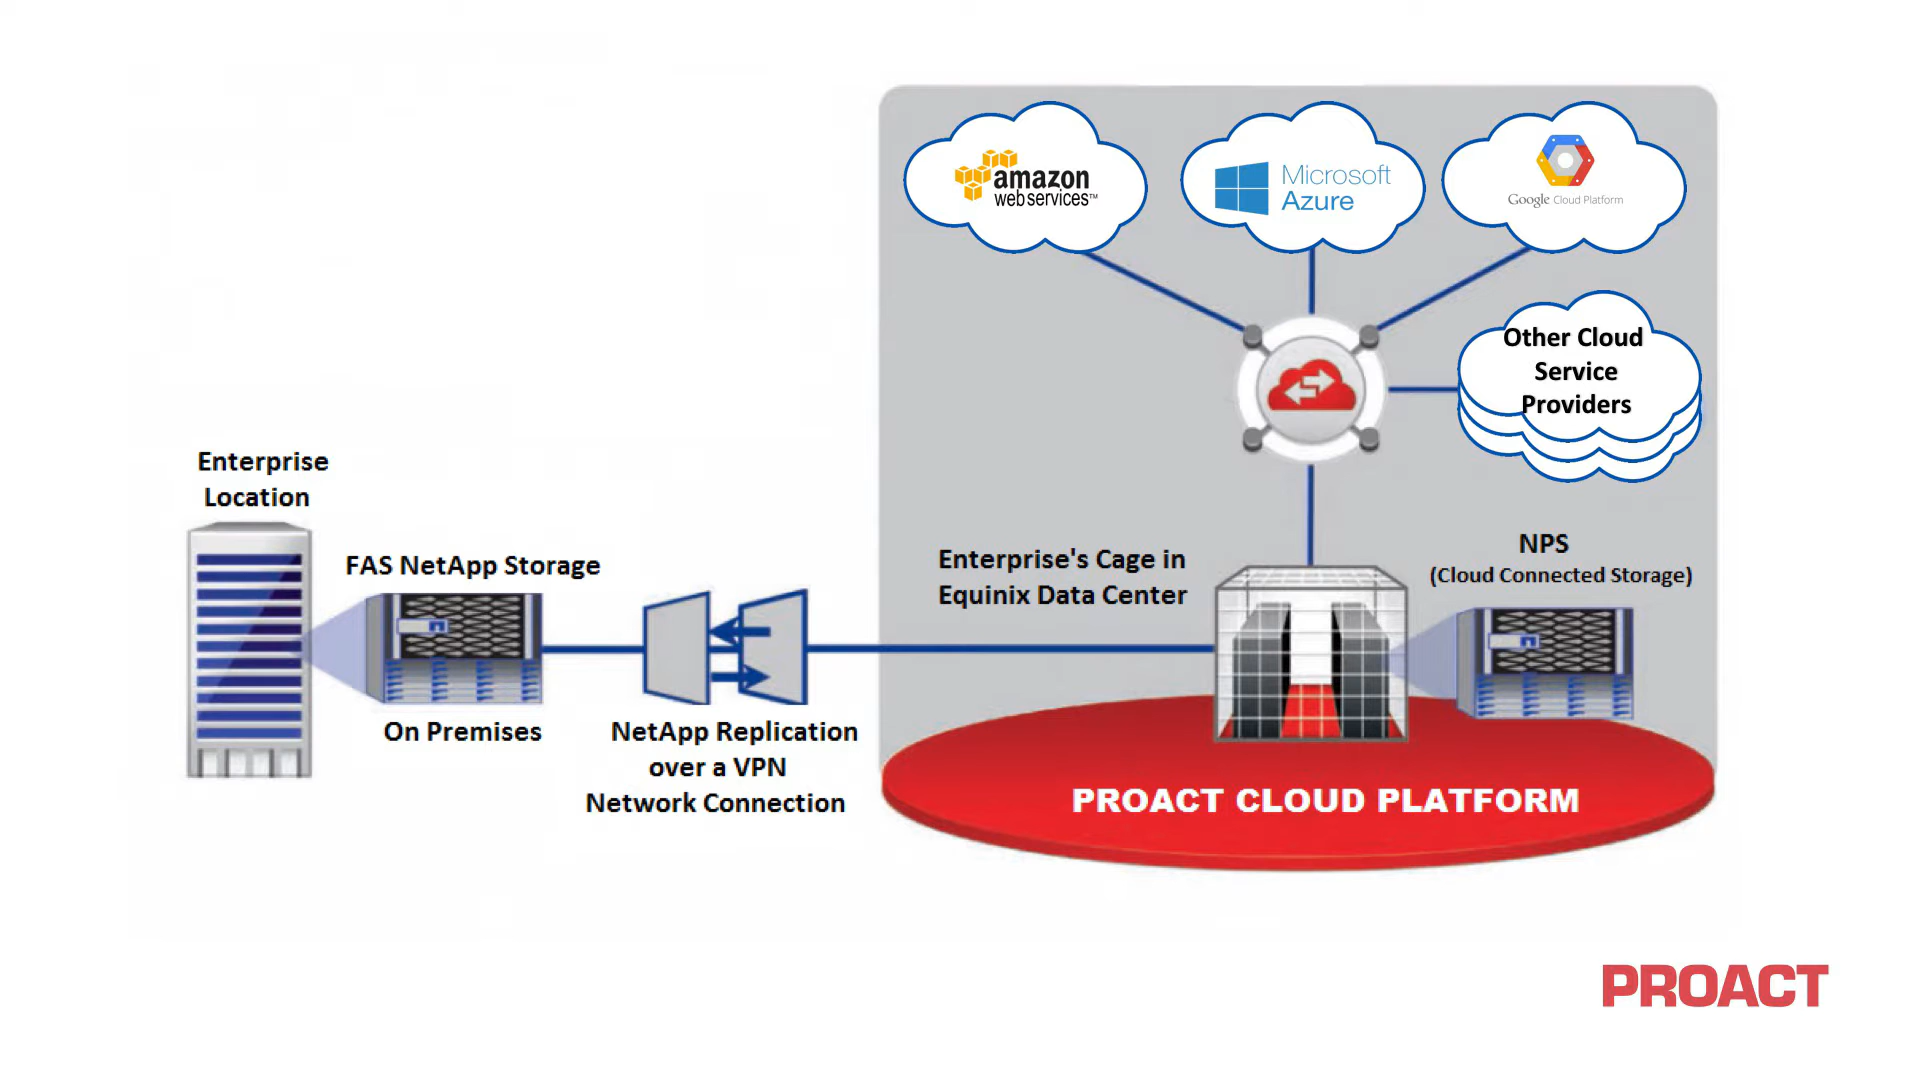 amazon
web services™
Microsoft
Azure
Google Cloud Platform
Other Cloud
Service
Providers
Enterprise
Location
FAS NetApp Storage
On Premises
NetApp Replication
over a VPN
Network Connection
Enterprise's Cage in
Equinix Data Center
NPS
(Cloud Connected Storage)
PROACT CLOUD PLATFORM
PROACT